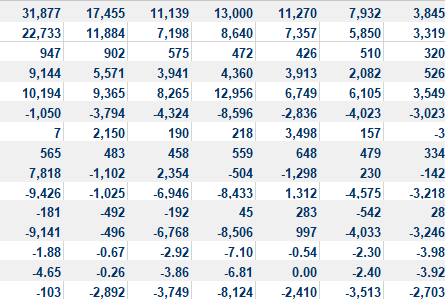 31,877 17,455 11,139 13,000 11,270 7,932 3,845
22,733 11,884 7,198 8,640 7,357 5,850 3,319
947 902 575 472 426 510 320
9,144 5,571 3,941 4,360 3,913 2,082 526
10,194 9,365 8,265 12,956 6,749 6,105 3,549
-1,050 -3,794 -4,324 -8,596 -2,836 -4,023 -3,023
7 2,150 190 218 3,498 157 -3
565 483 458 559 648 479 334
7,818 -1,102 2,354 -504 -1,298 230 -142
-9,426 -1,025 -6,946 -8,433 1,312 -4,575 -3,218
-181 -492 -192 45 283 -542 28
-9,141 -496 -6,768 -8,506 997 -4,033 -3,246
-1.88 -0.67 -2.92 -7.10 -0.54 -2.30 -3.98
-4.65 -0.26 -3.86 -6.81 0.00 -2.40 -3.92
-103 -2,892 -3,749 -8,124 -2,410 -3,513 -2,703